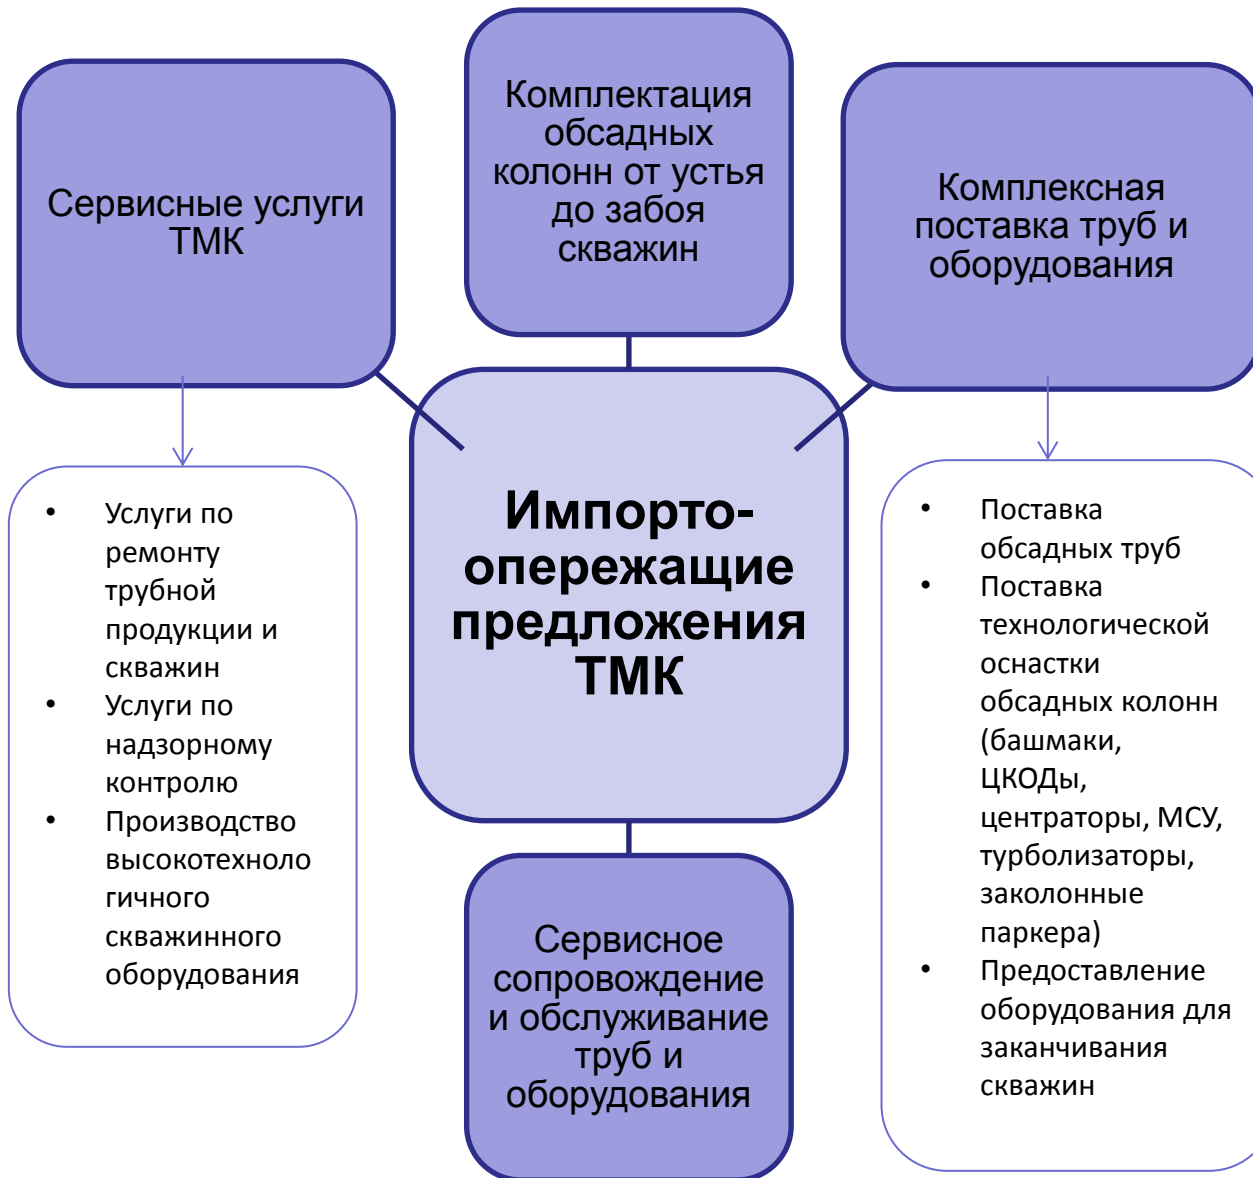 Сервисные услуги
ТМК
Комплектация
обсадных
колонн от устья
до забоя
скважин
Комплексная
поставка труб и
оборудования
Импорто-
опережащие
предложения
ТМК
• Услуги по
ремонту
трубной
продукции и
скважин
• Услуги по
надзорному
контролю
• Производство
высокотехноло
гичного
скважинного
оборудования
• Поставка
обсадных труб
• Поставка
технологической
оснастки
обсадных колонн
(башмаки,
ЦКОДы,
центраторы, МСУ,
турболизаторы,
заколонные
паркера)
• Предоставление
оборудования для
заканчивания
скважин
Сервисное
сопровождение
и обслуживание
труб и
оборудования